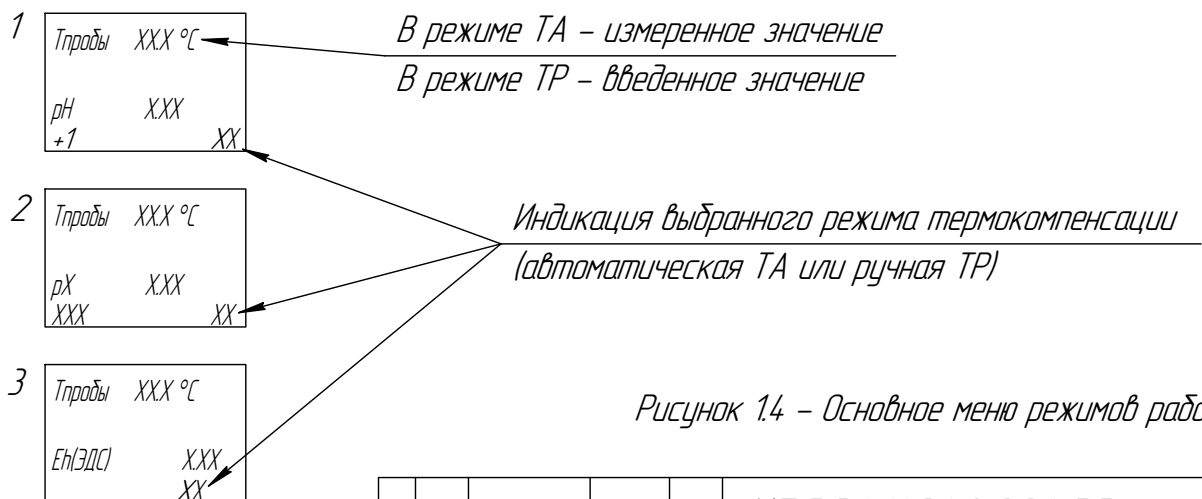 1
Тпробы XX.X °C
pH X.XX
+1 XX
В режиме ТА – измеренное значение
В режиме ТР – введенное значение
2
Тпробы XX.X °C
pX X.XX
XXX XX
Индикация выбранного режима термокомпенсации
(автоматическая ТА или ручная ТР)
3
Тпробы XX.X °C
Eh(ЭДС) X.XX
XX
Рисунок 1.4 – Основное меню режимов